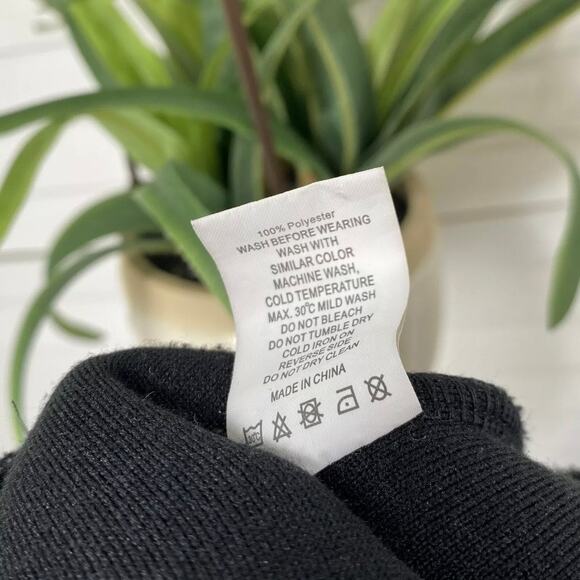 100% Polyester
WASH BEFORE WEARING
WASH WITH
SIMILAR COLOR
MACHINE WASH,
COLD TEMPERATURE
MAX. 30℃ MILD WASH
DO NOT BLEACH
DO NOT TUMBLE DRY
COLD IRON ON
REVERSE SIDE
DO NOT DRY CLEAN
MADE IN CHINA
30℃